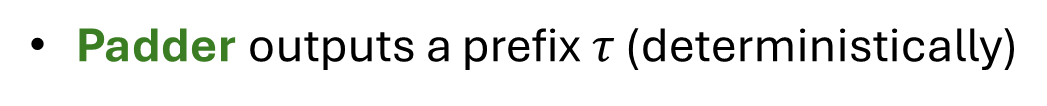 • Padder outputs a prefix τ (deterministically)